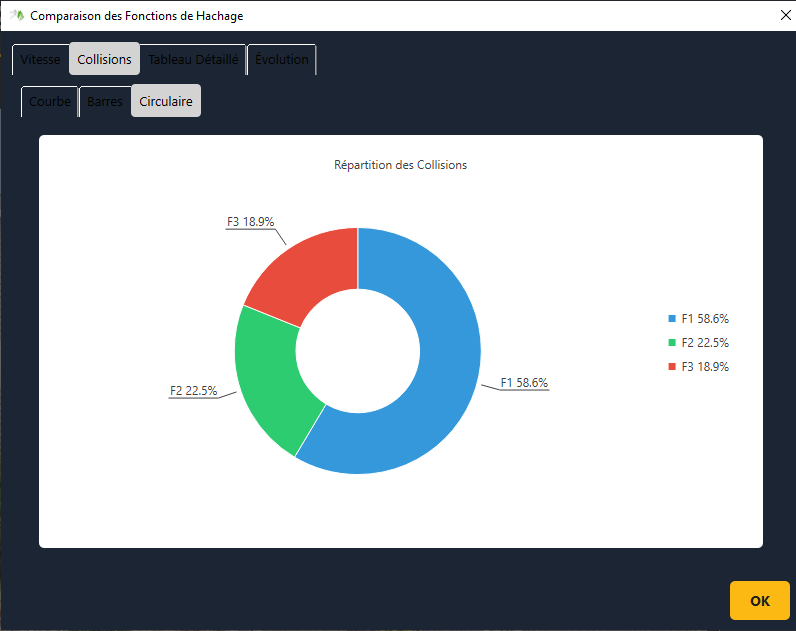 Comparaison des Fonctions de Hachage
Vitesse Collisions Tableau Détaillé Évolution
Courbe Barres Circulaire
Répartition des Collisions
F3 18.9%
F1 58.6%
F2 22.5%
F3 18.9%
F1 58.6%
F2 22.5%
OK